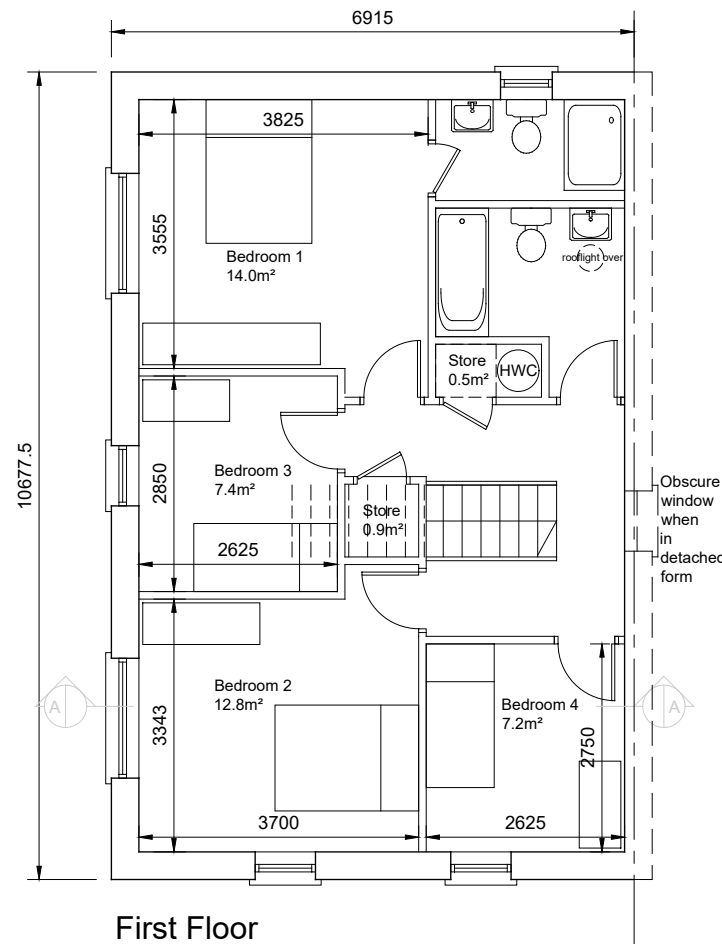 6915
3825
3555
Bedroom 1
14.0m²
rooflight over
Store
0.5m²
HWC
10677.5
2850
Bedroom 3
7.4m²
Store
0.9m²
2625
Obscure
window
when
in
detached
form
3343
Bedroom 2
12.8m²
A
Bedroom 4
7.2m²
A
2750
3700
2625
First Floor